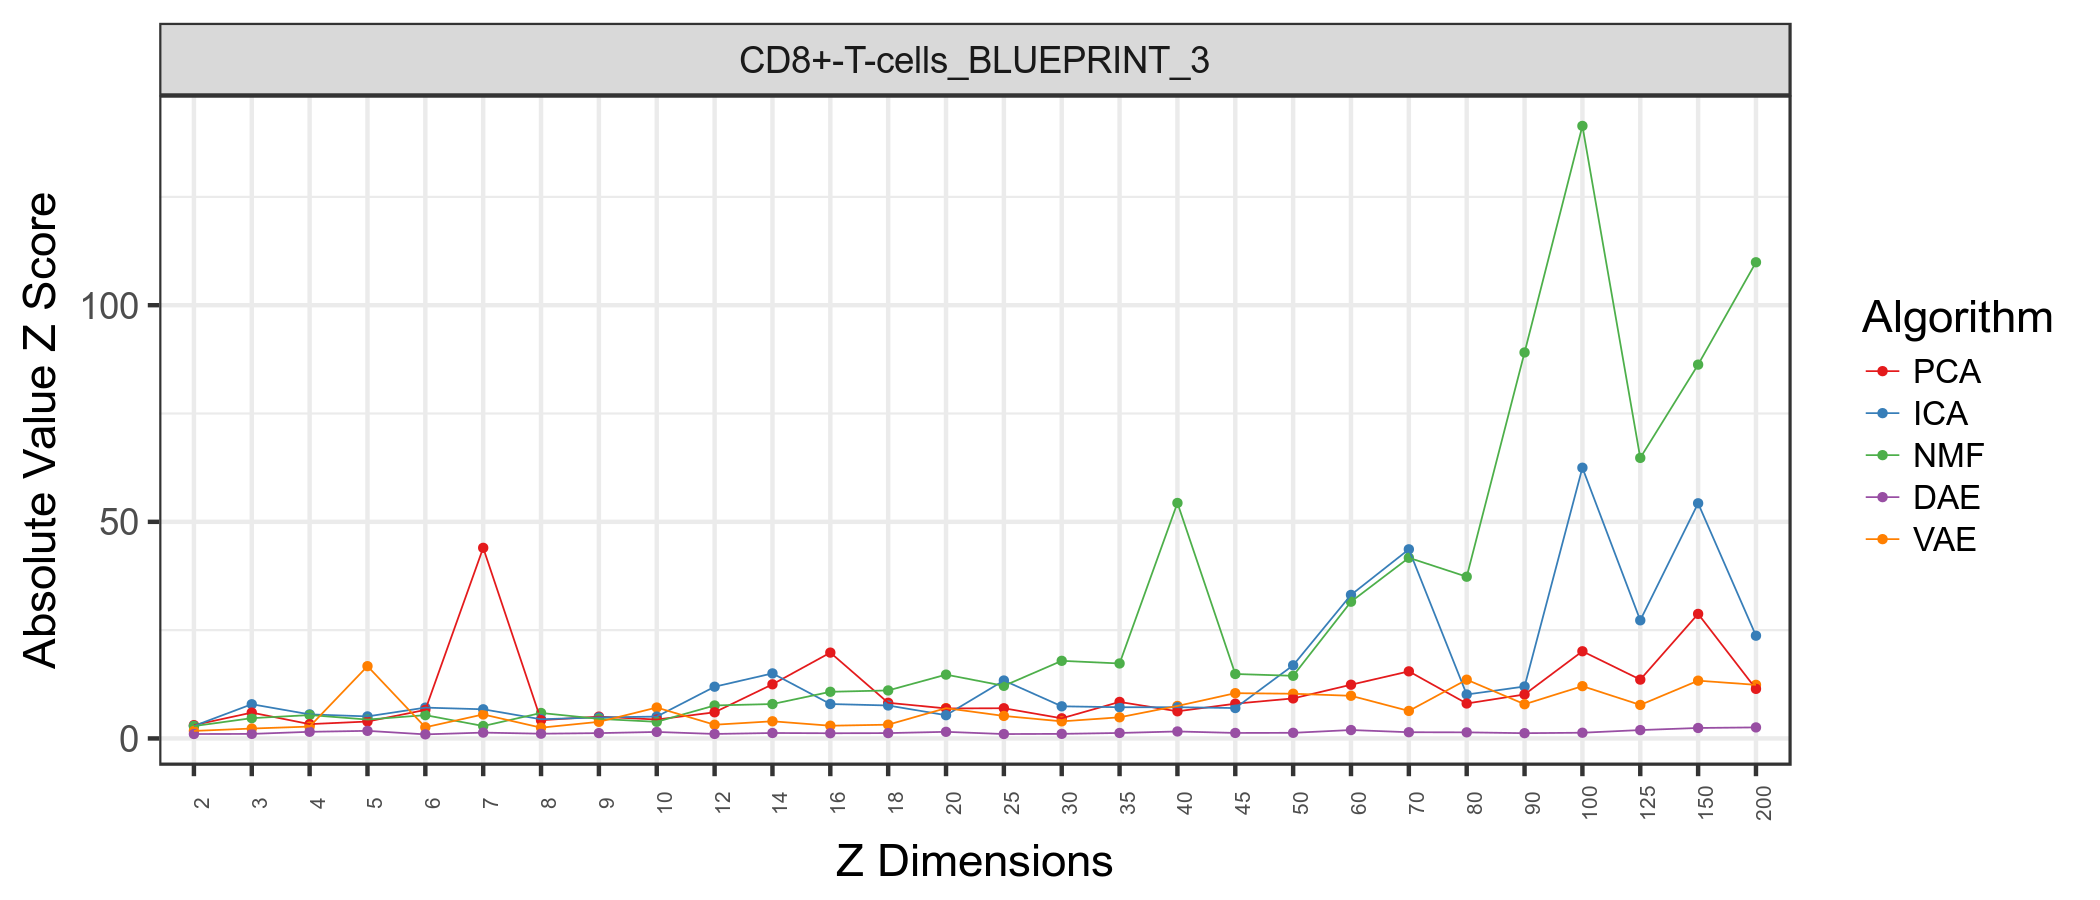 CD8+-T-cells_BLUEPRINT_3
Absolute Value Z Score
100
50
0
2 3 4 5 6 7 8 9 10 12 14 16 18 20 25 30 35 40 45 50 60 70 80 90 100 125 150 200
Z Dimensions
Algorithm
PCA
ICA
NMF
DAE
VAE